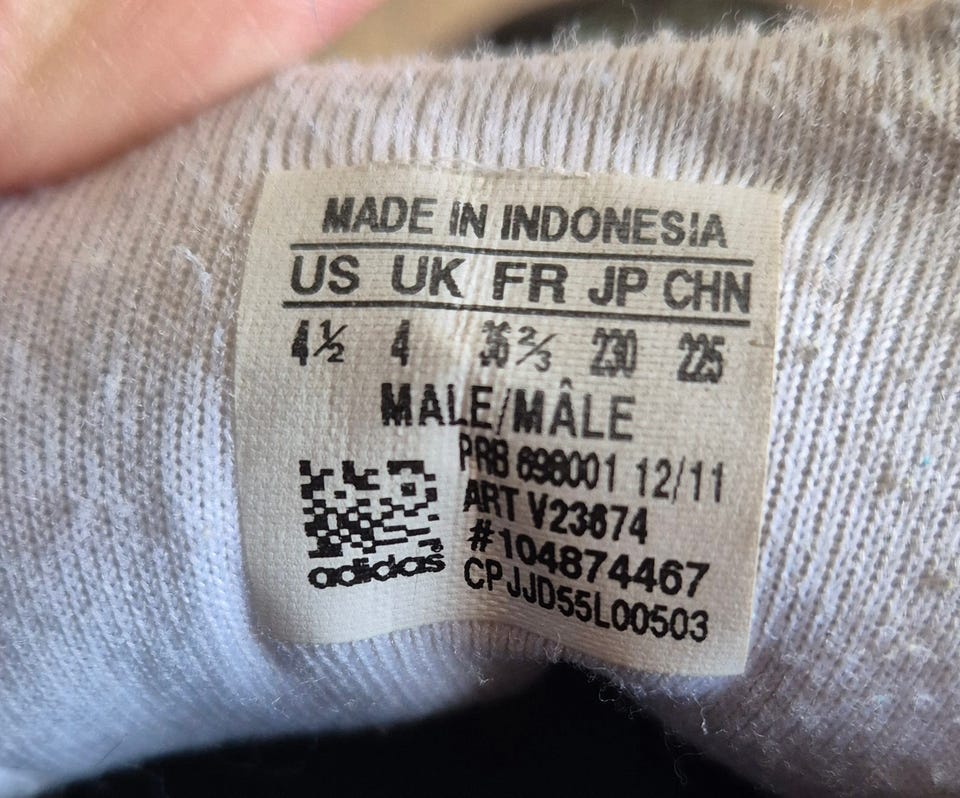 MADE IN INDONESIA
US UK FR JP CHN
4½ 4 36⅔ 230 225
MALE/MÂLE
PRB 698001 12/11
ART V23674
#104874467
CPJJD55L00503
adidas®